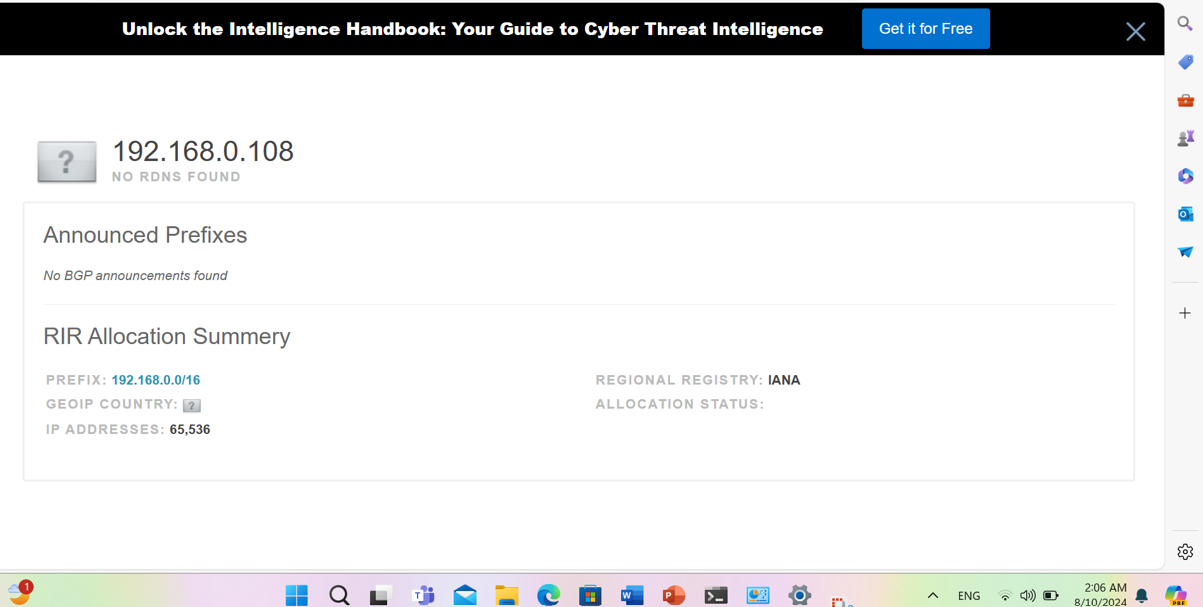 Unlock the Intelligence Handbook: Your Guide to Cyber Threat Intelligence
Get it for Free
192.168.0.108
NO RDNS FOUND
Announced Prefixes
No BGP announcements found
RIR Allocation Summery
PREFIX: 192.168.0.0/16
REGIONAL REGISTRY: IANA
GEOIP COUNTRY: ?
ALLOCATION STATUS:
IP ADDRESSES: 65,536
1
ENG
2:06 AM
8/10/2024
PRE